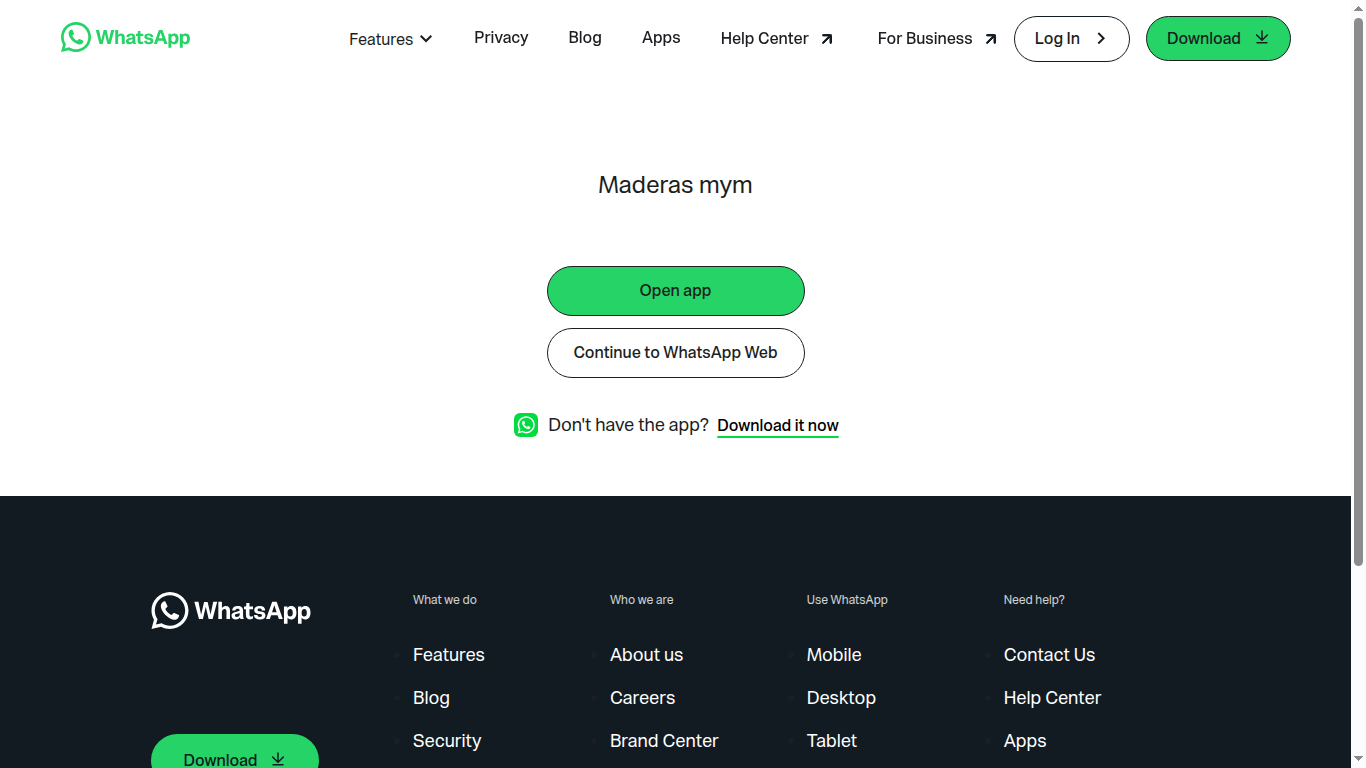 WhatsApp
Features
Privacy
Blog
Apps
Help Center
For Business
Log In
Download
Maderas mym
Open app
Continue to WhatsApp Web
Don't have the app? Download it now
WhatsApp
Download
What we do
Features
Blog
Security
Who we are
About us
Careers
Brand Center
Use WhatsApp
Mobile
Desktop
Tablet
Need help?
Contact Us
Help Center
Apps